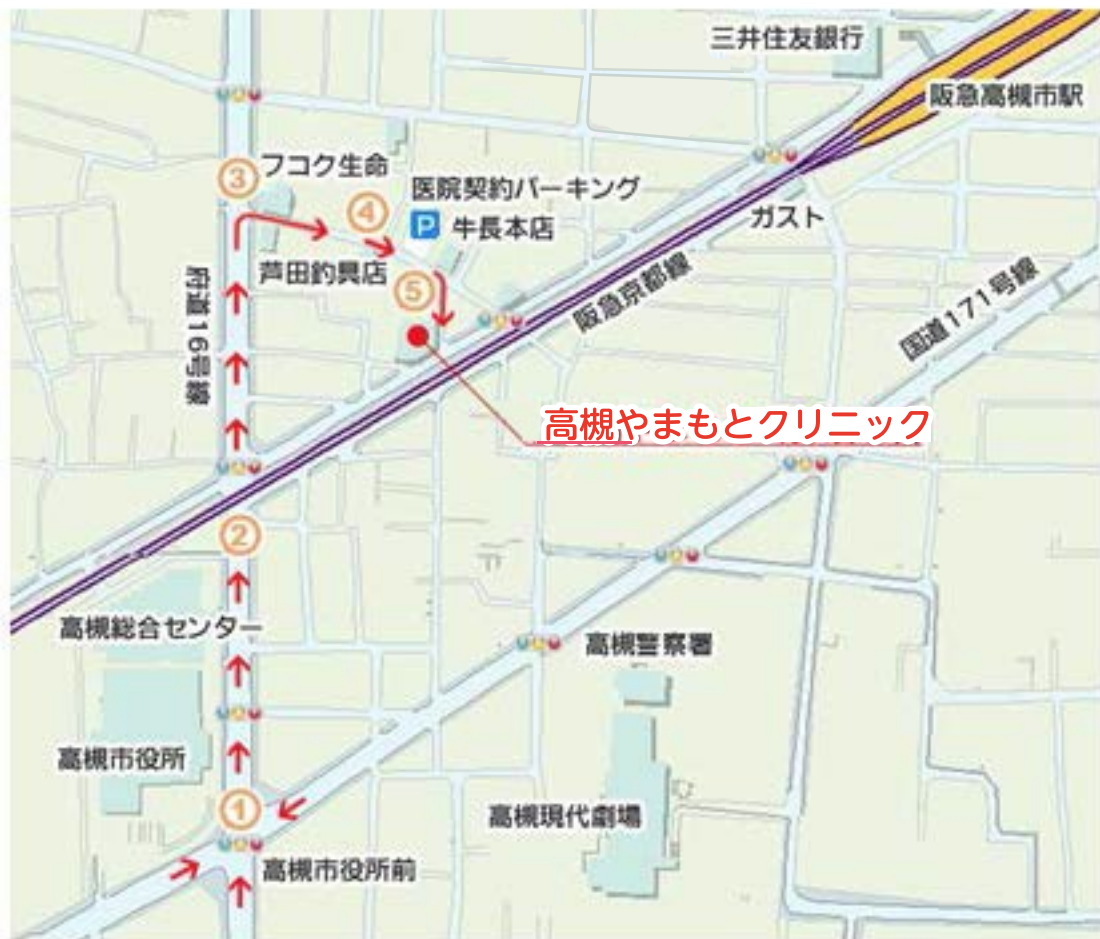 三井住友銀行
阪急高槻市駅
③
フコク生命
④
医院契約パーキング
P
牛長本店
ガスト
芦田釣具店
⑤
府道16号線
阪急京都線
国道171号線
高槻やまもとクリニック
②
高槻総合センター
高槻警察署
高槻市役所
①
高槻現代劇場
高槻市役所前